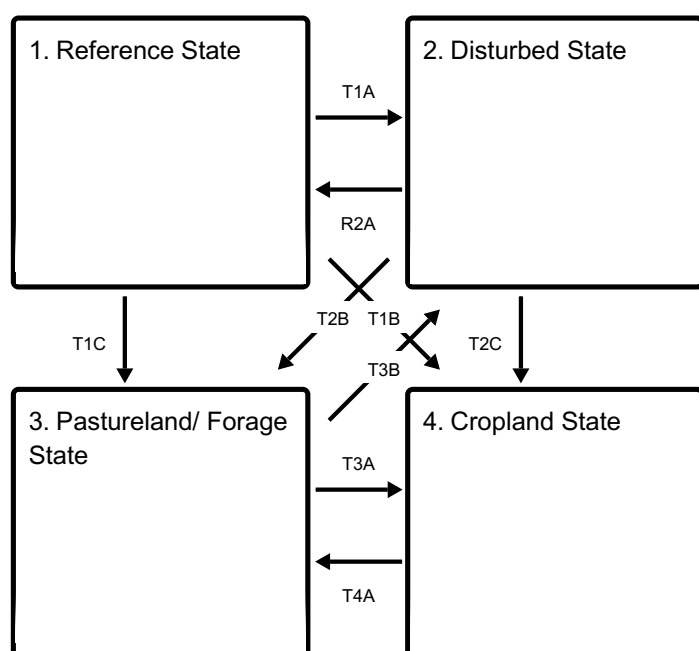 1. Reference State
2. Disturbed State
T1A
R2A
T2B
T1B
T1C
T3B
T2C
3. Pastureland/ Forage
State
4. Cropland State
T3A
T4A